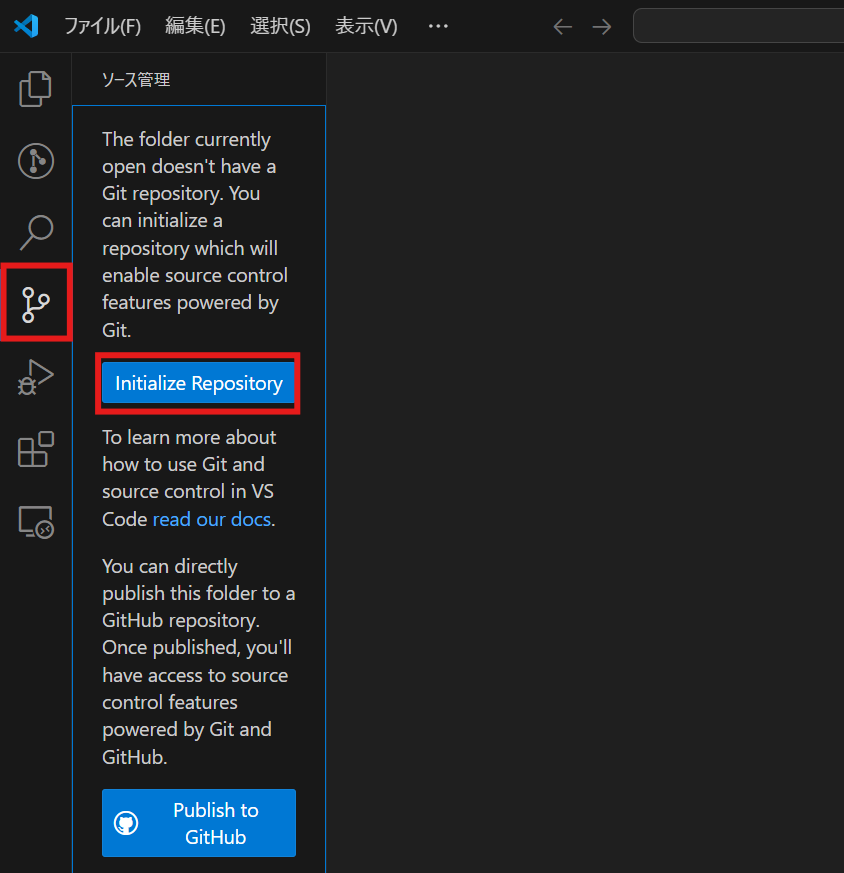 ファイル(F) 編集(E) 選択(S) 表示(V) ···
ソース管理
The folder currently
open doesn't have a
Git repository. You
can initialize a
repository which will
enable source control
features powered by
Git.
Initialize Repository
To learn more about
how to use Git and
source control in VS
Code read our docs.
You can directly
publish this folder to a
GitHub repository.
Once published, you'll
have access to source
control features
powered by Git and
GitHub.
Publish to
GitHub